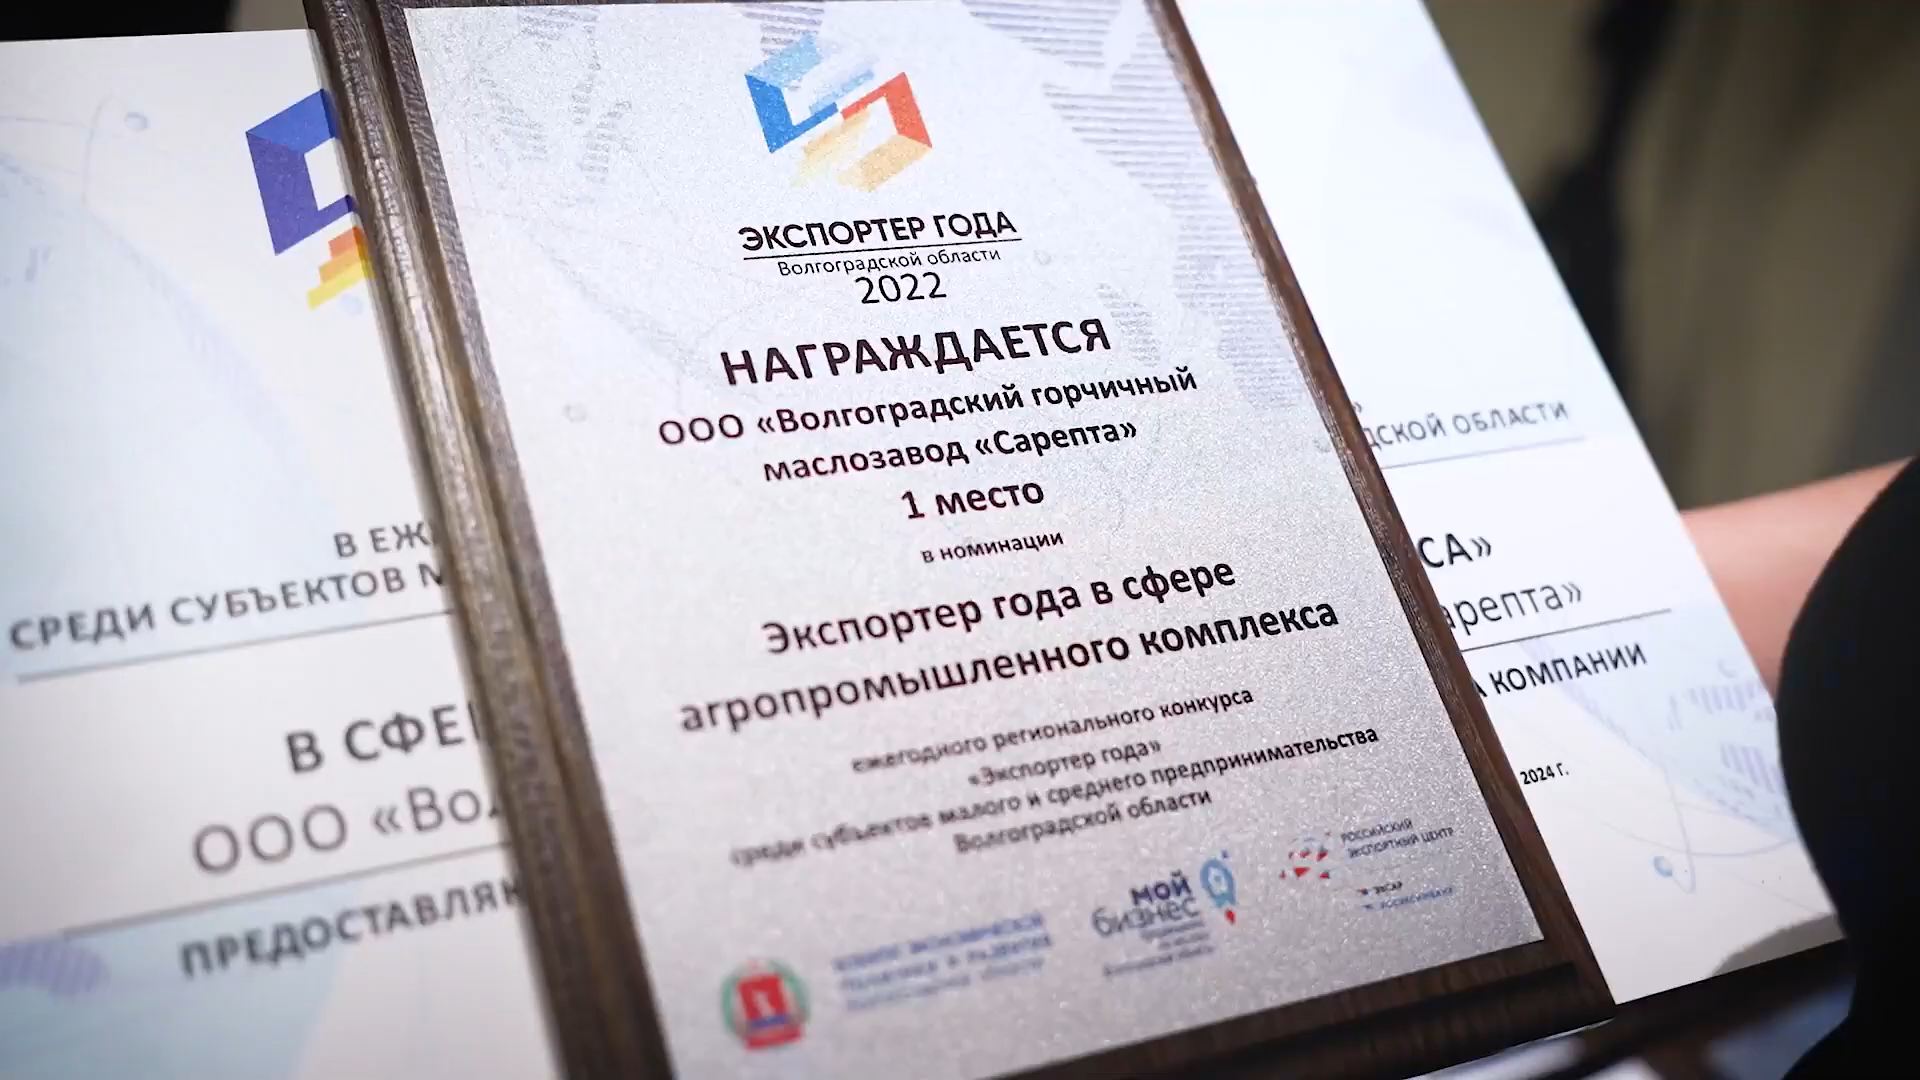 ЭКСПОРТЕР ГОДА
Волгоградской области
2022
НАГРАЖДАЕТСЯ
ООО «Волгоградский горчичный
маслозавод «Сарепта»
1 место
в номинации
Экспортер года в сфере
агропромышленного комплекса
ежегодного регионального конкурса
«Экспортер года»
среди субъектов малого и среднего предпринимательства
Волгоградской области
мой
бизнес
РОССИЙСКИЙ
ЭКСПОРТНЫЙ ЦЕНТР
В ЕЖ
СРЕДИ СУБЪЕКТОВ М
В СФЕ
ООО «Во
ПРЕДОСТАВЛЯ
ДСКОЙ ОБЛАСТИ
СА»
арепта»
КОМПАНИИ
2024 г.